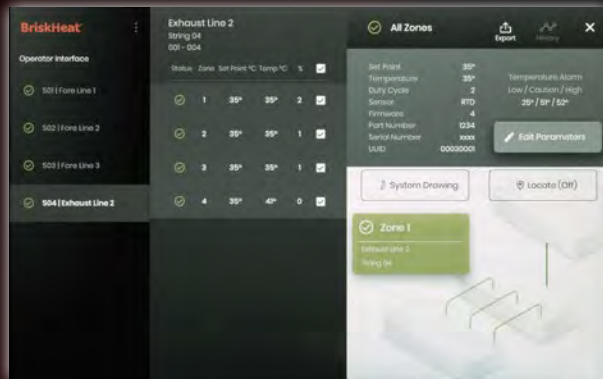 BriskHeat
Operator Interface
S01 | Fore Line 1
S02 | Fore Line 2
S03 | Fore Line 3
S04 | Exhaust Line 2
Exhaust Line 2
String 04
001 - 004
Status Zone Set Point °C Temp °C %
1 35° 35° 2
2 35° 35° 1
3 35° 35° 1
4 35° 41° 0
All Zones
Export
History
Set Point 35°
Temperature 35°
Duty Cycle 2
Sensor RTD
Firmware 4
Part Number 1234
Serial Number xxxx
UUID 00030001
Temperature Alarm
Low / Caution / High
25° / 51° / 52°
Edit Parameters
System Drawing
Locate (Off)
Zone 1
Exhaust Line 2
String 04